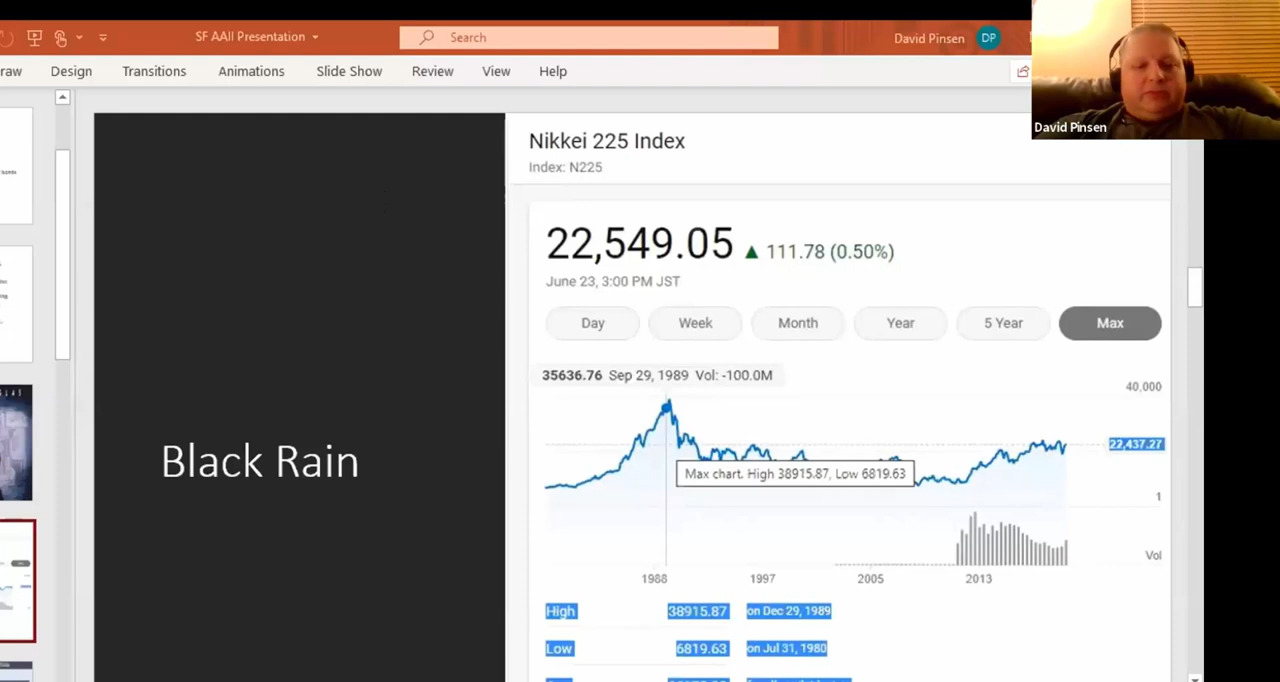 SF AAII Presentation
Search
David Pinsen DP
raw Design Transitions Animations Slide Show Review View Help
David Pinsen
Nikkei 225 Index
Index: N225
22,549.05 ▲ 111.78 (0.50%)
June 23, 3:00 PM JST
Day Week Month Year 5 Year Max
35636.76 Sep 29, 1989 Vol: -100.0M
40,000
22,437.27
Black Rain
Max chart. High 38915.87, Low 6819.63
1
Vol
1988 1997 2005 2013
High 38915.87 on Dec 29, 1989
Low 6819.63 on Jul 31, 1980